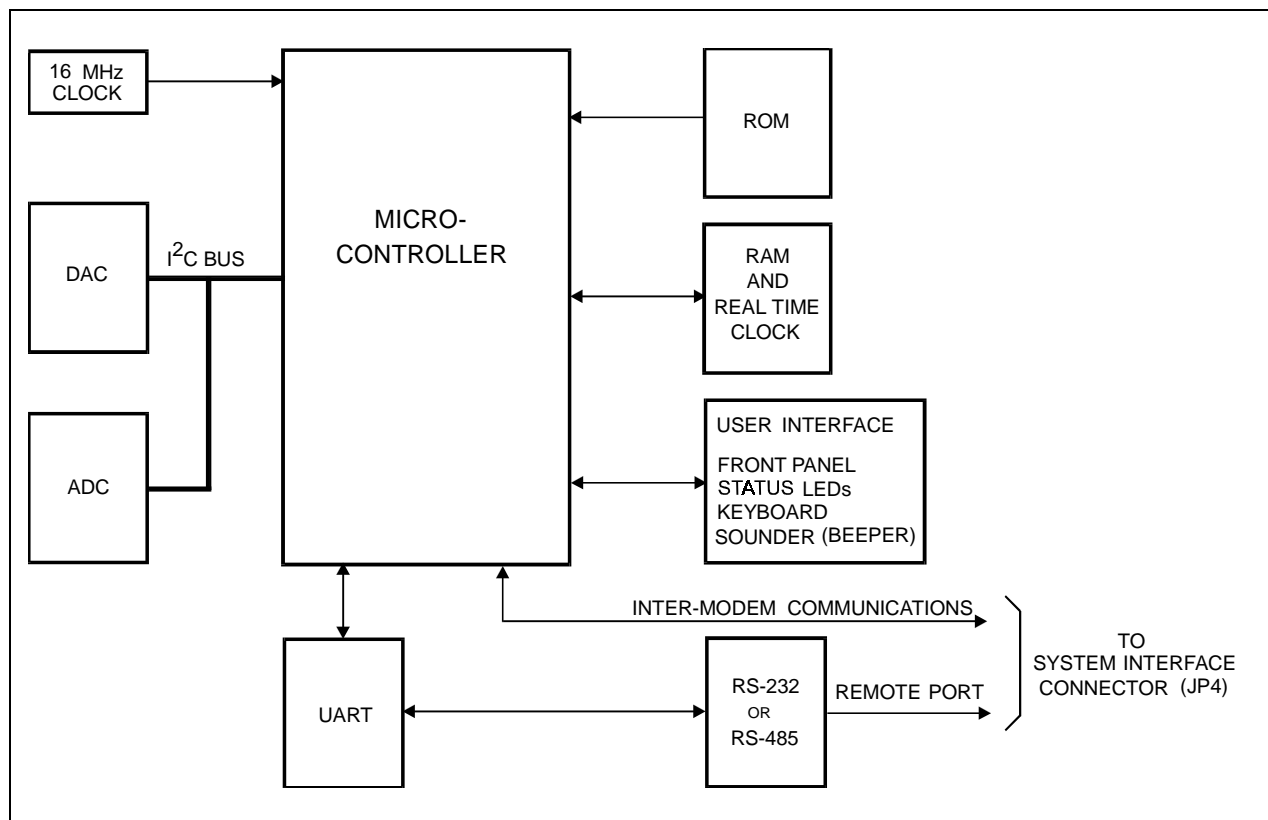 16 MHz
CLOCK
DAC
I²C BUS
ADC
MICRO-
CONTROLLER
ROM
RAM
AND
REAL TIME
CLOCK
USER INTERFACE
FRONT PANEL
STATUS LEDs
KEYBOARD
SOUNDER (BEEPER)
INTER-MODEM COMMUNICATIONS
UART
RS-232
OR
RS-485
REMOTE PORT
TO
SYSTEM INTERFACE
CONNECTOR (JP4)